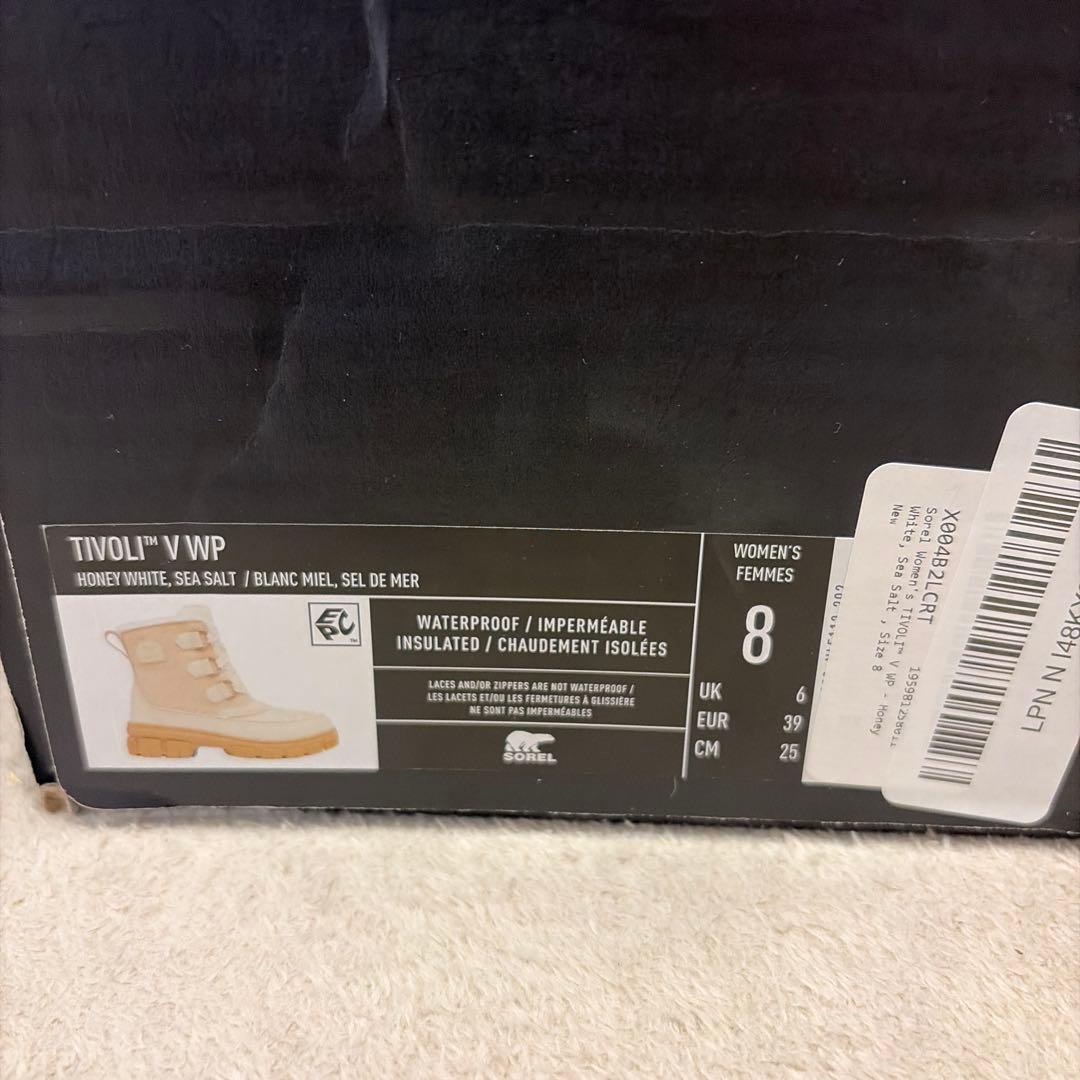 TIVOLI™ V WP
HONEY WHITE, SEA SALT / BLANC MIEL, SEL DE MER
EPC
WATERPROOF / IMPERMÉABLE
INSULATED / CHAUDEMENT ISOLÉES
LACES AND/OR ZIPPERS ARE NOT WATERPROOF /
LES LACETS ET/OU LES FERMETURES À GLISSIÈRE
NE SONT PAS IMPERMÉABLES
SOREL
WOMEN'S
FEMMES
8
UK 6
EUR 39
CM 25
X004B2LCRT
Sorel Women's TIVOLI™ V WP - Honey
White, Sea Salt , Size 8
New
LPN N I48K